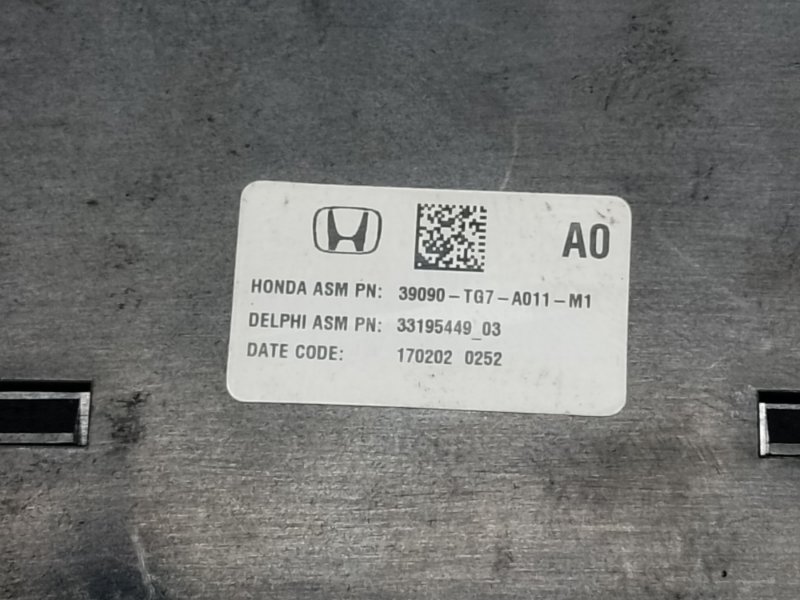 A0
HONDA ASM PN: 39090-TG7-A011-M1
DELPHI ASM PN: 33195449_03
DATE CODE: 170202 0252